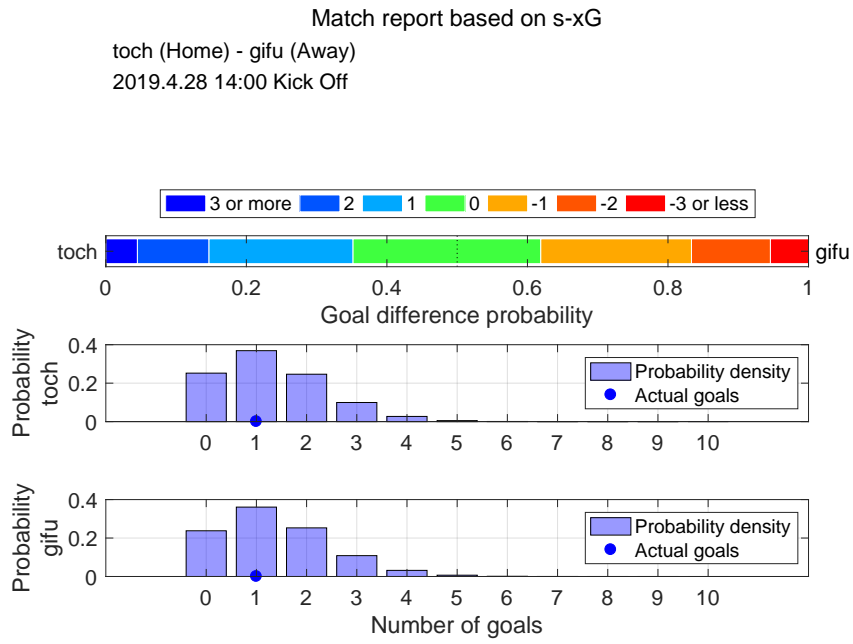 Match report based on s-xG
toch (Home) - gifu (Away)
2019.4.28 14:00 Kick Off
3 or more 2 1 0 -1 -2 -3 or less
toch gifu
0 0.2 0.4 0.6 0.8 1
Goal difference probability
Probability
toch
0.4
0.2
0
Probability density
Actual goals
0 1 2 3 4 5 6 7 8 9 10
Probability
gifu
0.4
0.2
0
Probability density
Actual goals
0 1 2 3 4 5 6 7 8 9 10
Number of goals